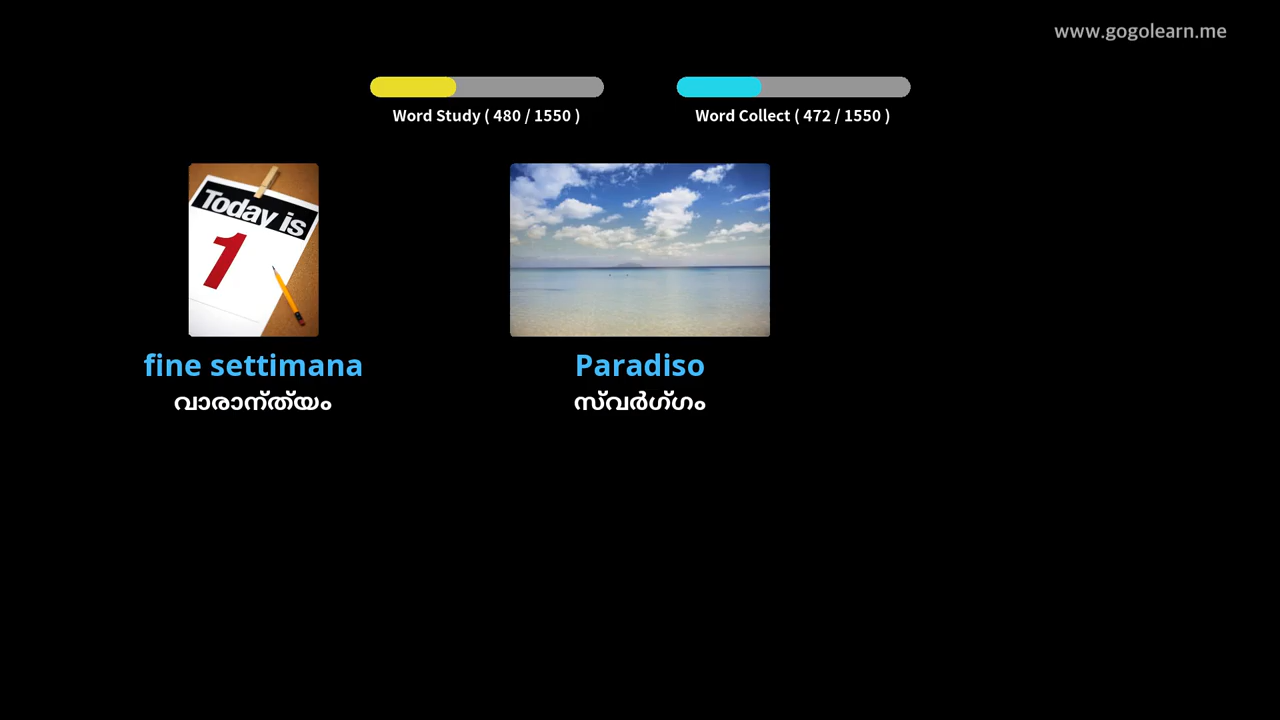 www.gogolearn.me
Word Study ( 480 / 1550 )
Word Collect ( 472 / 1550 )
Today is
1
fine settimana
Paradiso
വാരാന്ത്യം
സ്വർഗ്ഗം